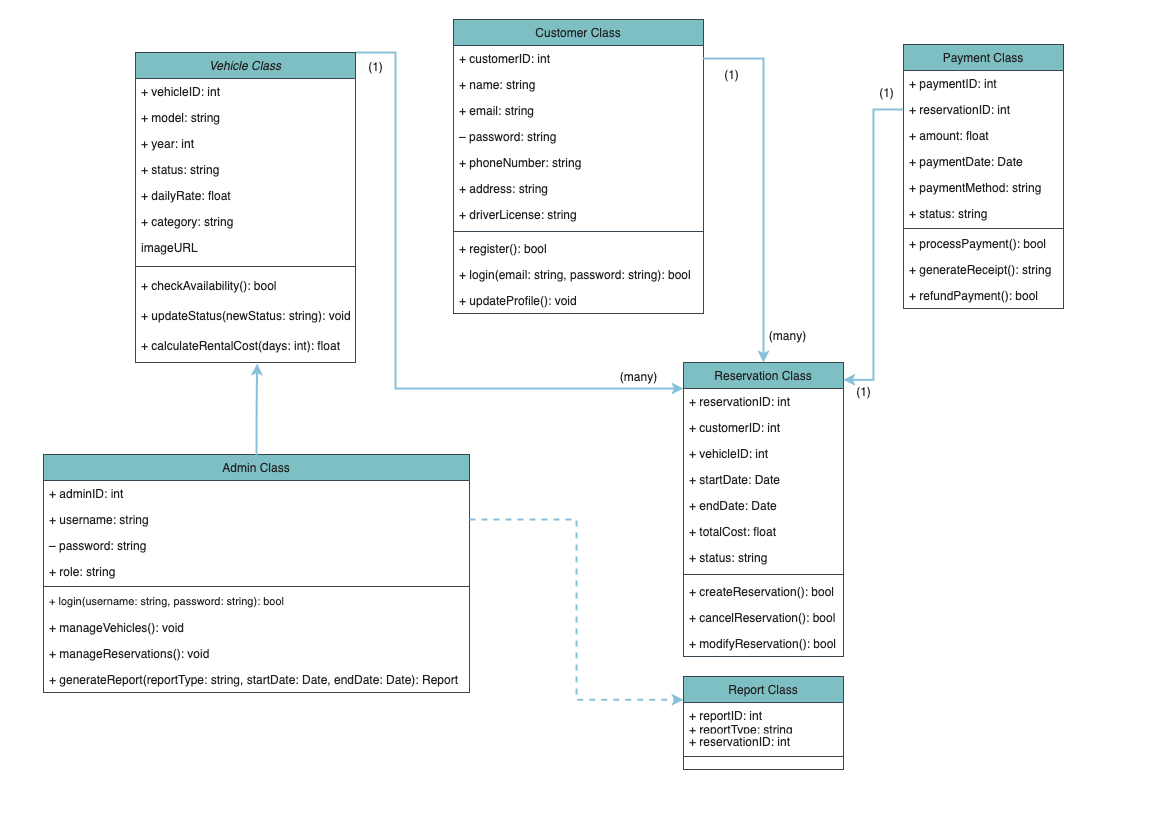 Vehicle Class
+ vehicleID: int
+ model: string
+ year: int
+ status: string
+ dailyRate: float
+ category: string
imageURL
+ checkAvailability(): bool
+ updateStatus(newStatus: string): void
+ calculateRentalCost(days: int): float
(1)
(many)
Customer Class
+ customerID: int
+ name: string
+ email: string
– password: string
+ phoneNumber: string
+ address: string
+ driverLicense: string
+ register(): bool
+ login(email: string, password: string): bool
+ updateProfile(): void
(1)
(many)
Payment Class
+ paymentID: int
+ reservationID: int
+ amount: float
+ paymentDate: Date
+ paymentMethod: string
+ status: string
+ processPayment(): bool
+ generateReceipt(): string
+ refundPayment(): bool
(1)
(1)
Reservation Class
+ reservationID: int
+ customerID: int
+ vehicleID: int
+ startDate: Date
+ endDate: Date
+ totalCost: float
+ status: string
+ createReservation(): bool
+ cancelReservation(): bool
+ modifyReservation(): bool
Admin Class
+ adminID: int
+ username: string
– password: string
+ role: string
+ login(username: string, password: string): bool
+ manageVehicles(): void
+ manageReservations(): void
+ generateReport(reportType: string, startDate: Date, endDate: Date): Report
Report Class
+ reportID: int
+ reportType: string
+ reservationID: int